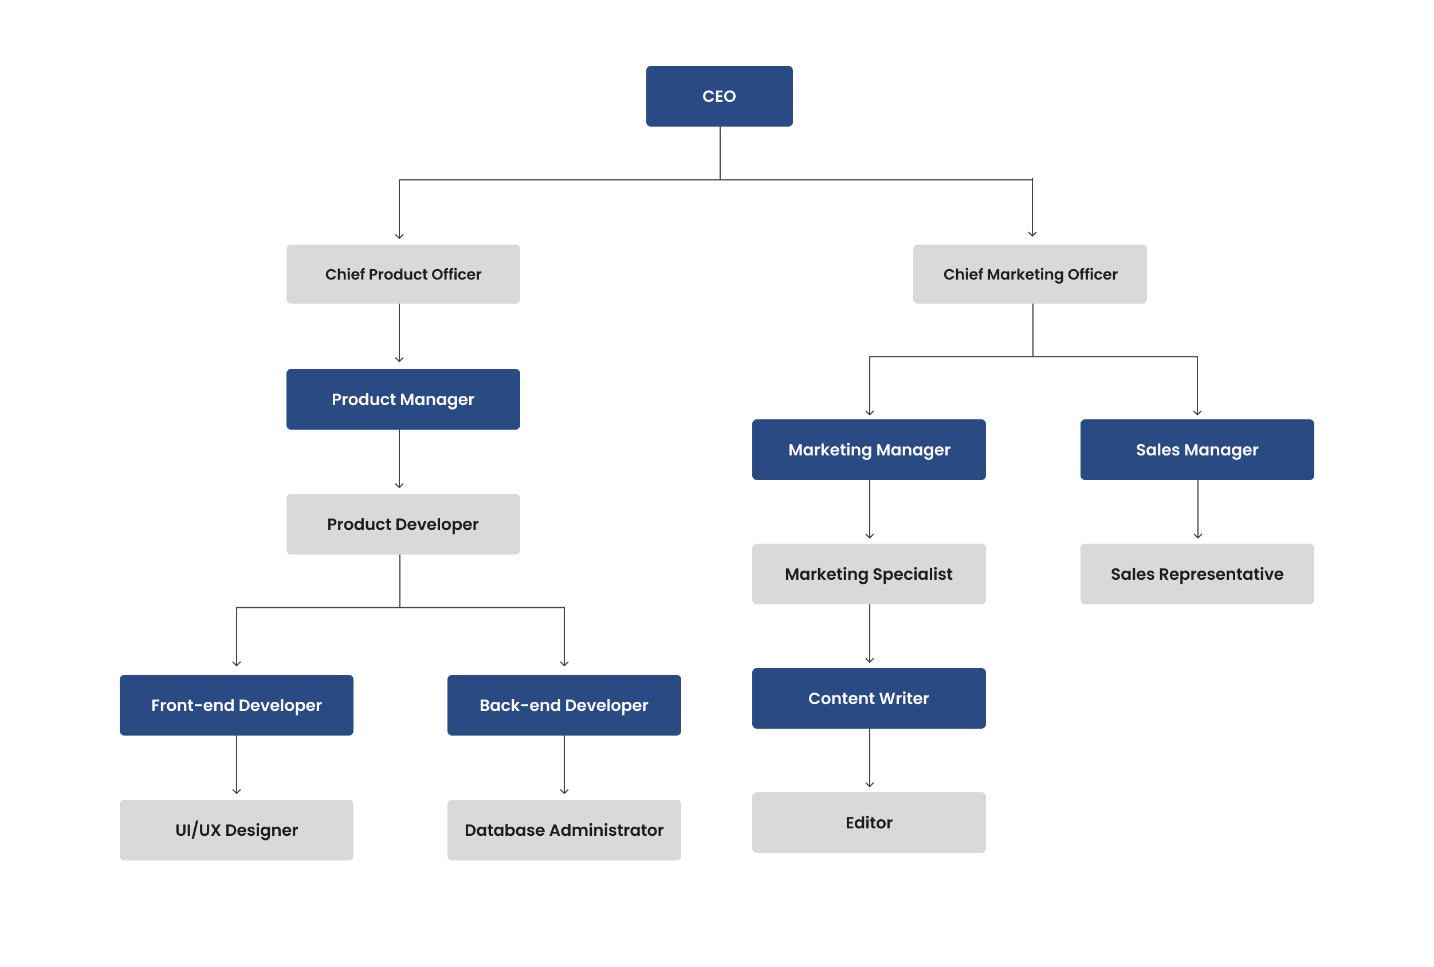 CEO
Chief Product Officer
Chief Marketing Officer
Product Manager
Marketing Manager
Sales Manager
Product Developer
Marketing Specialist
Sales Representative
Front-end Developer
Back-end Developer
Content Writer
UI/UX Designer
Database Administrator
Editor